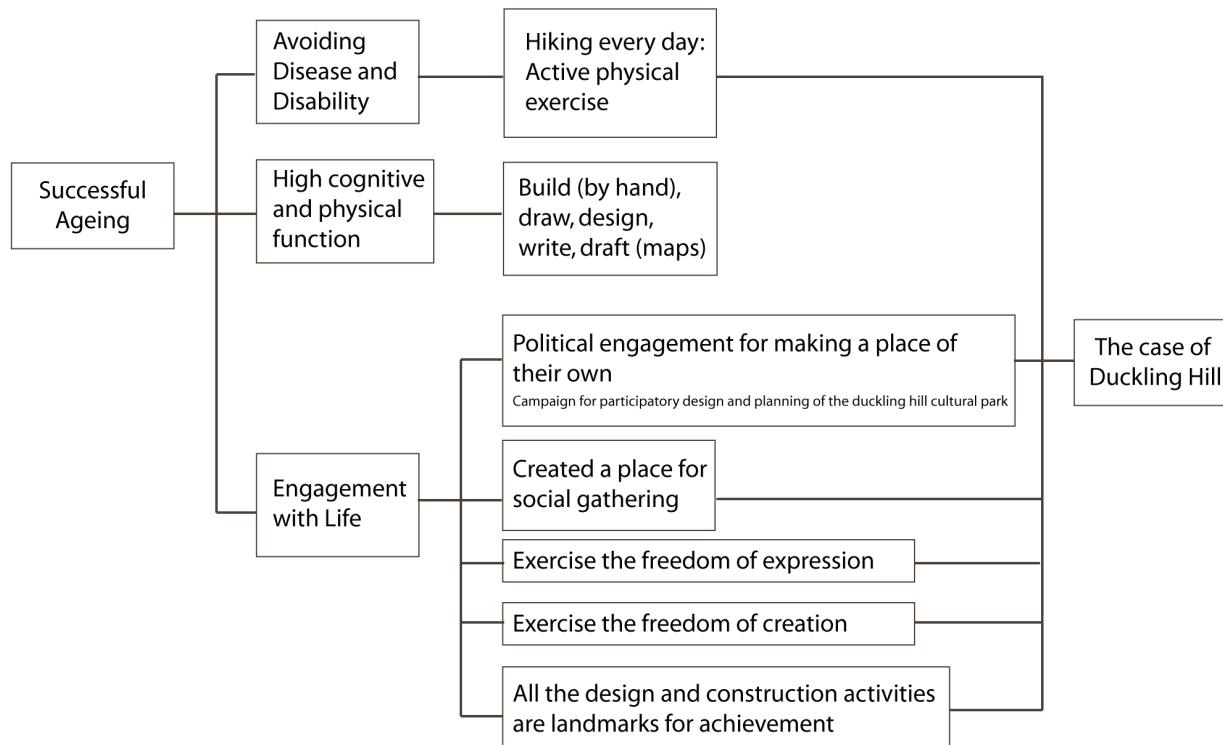 Successful
Ageing
Avoiding
Disease and
Disability
Hiking every day:
Active physical
exercise
High cognitive
and physical
function
Build (by hand),
draw, design,
write, draft (maps)
Engagement
with Life
Political engagement for making a place of
their own
Campaign for participatory design and planning of the duckling hill cultural park
Created a place for
social gathering
Exercise the freedom of expression
Exercise the freedom of creation
All the design and construction activities
are landmarks for achievement
The case of
Duckling Hill